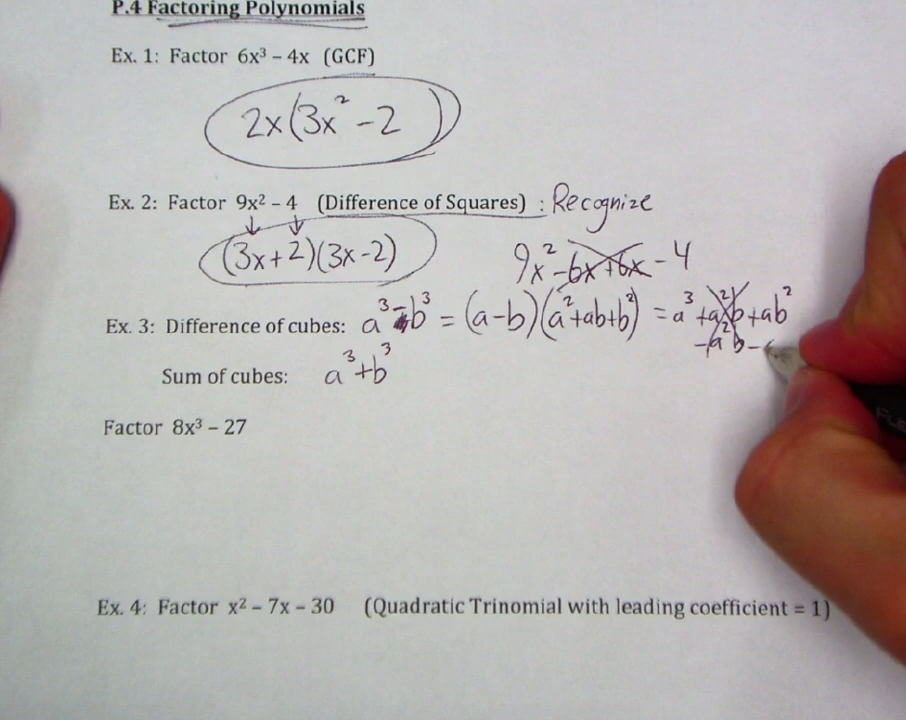 P.4 Factoring Polynomials
Ex. 1: Factor 6x³ – 4x (GCF)
2x(3x² - 2)
Ex. 2: Factor 9x² – 4 (Difference of Squares) : Recognize
(3x+2)(3x-2) 9x² - 6x + 6x - 4
Ex. 3: Difference of cubes: a³ - b³ = (a-b)(a²+ab+b²) = a³ + a²b + ab²
- a²b -
Sum of cubes: a³ + b³
Factor 8x³ – 27
Ex. 4: Factor x² – 7x – 30 (Quadratic Trinomial with leading coefficient = 1)